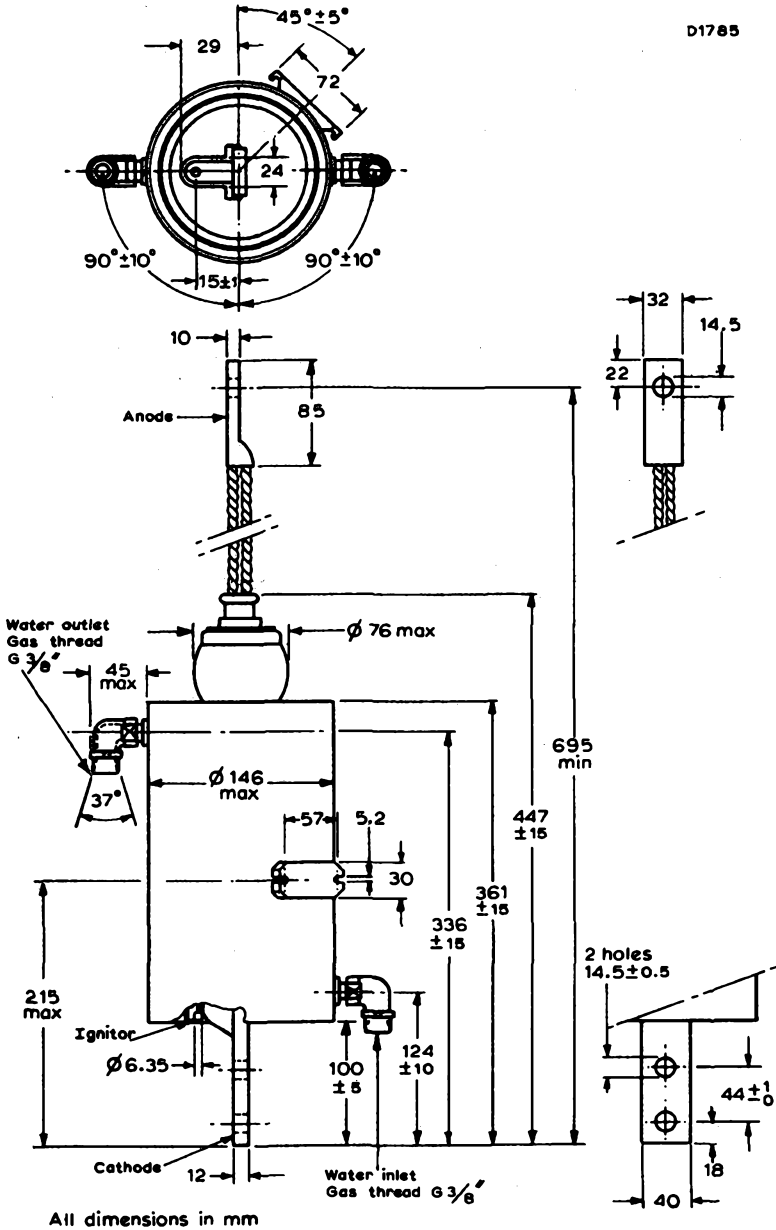 45°±5°
D1785
29
72
24
90°±10°
90°±10°
15±1
10
32
14.5
22
85
Anode
Water outlet
Gas thread
G 3/8"
Ø 76 max
45
max
695
min
37°
Ø 146
max
447
±15
57
5.2
30
361
±15
336
±15
2 holes
14.5±0.5
215
max
Ignitor
Ø 6.35
100
±5
124
±10
44 +1 -0
18
Cathode
12
Water inlet
Gas thread G 3/8"
40
All dimensions in mm